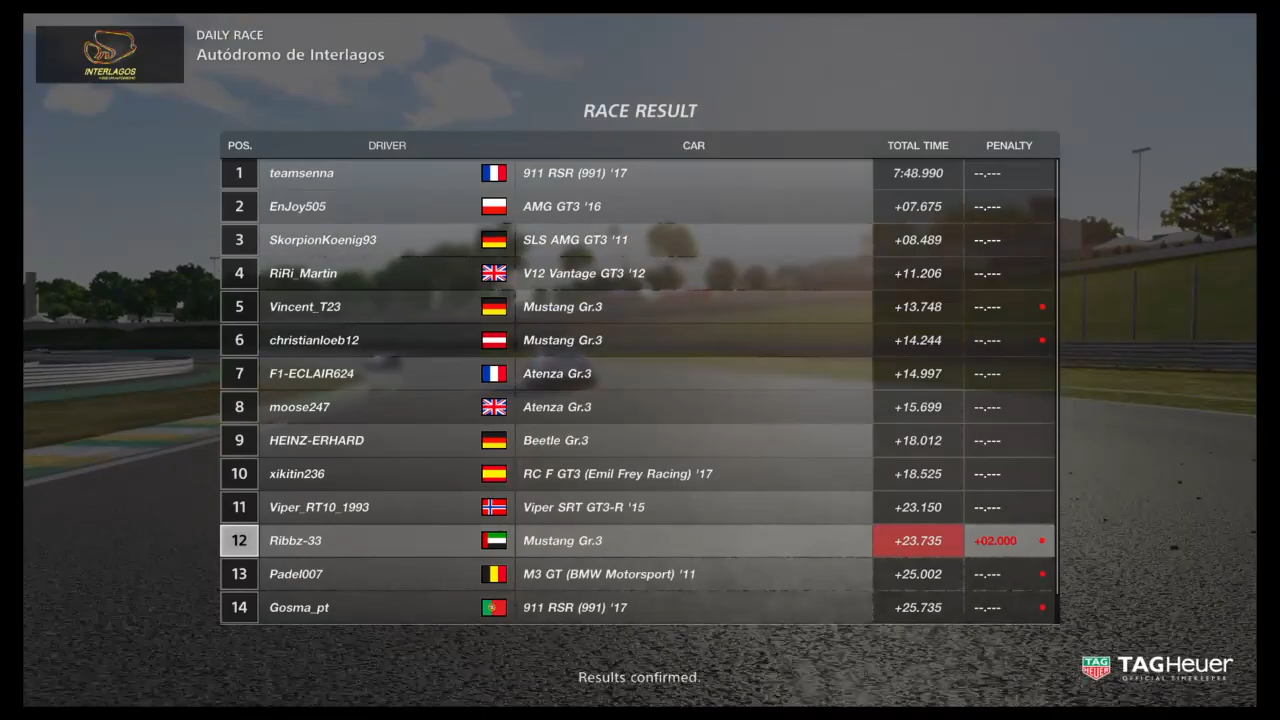 DAILY RACE
Autódromo de Interlagos
INTERLAGOS
RACE RESULT
POS. DRIVER CAR TOTAL TIME PENALTY
1 teamsenna 911 RSR (991) '17 7:48.990 --.---
2 EnJoy505 AMG GT3 '16 +07.675 --.---
3 SkorpionKoenig93 SLS AMG GT3 '11 +08.489 --.---
4 RiRi_Martin V12 Vantage GT3 '12 +11.206 --.---
5 Vincent_T23 Mustang Gr.3 +13.748 --.---
6 christianloeb12 Mustang Gr.3 +14.244 --.---
7 F1-ECLAIR624 Atenza Gr.3 +14.997 --.---
8 moose247 Atenza Gr.3 +15.699 --.---
9 HEINZ-ERHARD Beetle Gr.3 +18.012 --.---
10 xikitin236 RC F GT3 (Emil Frey Racing) '17 +18.525 --.---
11 Viper_RT10_1993 Viper SRT GT3-R '15 +23.150 --.---
12 Ribbz-33 Mustang Gr.3 +23.735 +02.000
13 Padel007 M3 GT (BMW Motorsport) '11 +25.002 --.---
14 Gosma_pt 911 RSR (991) '17 +25.735 --.---
Results confirmed.
TAG HEUER TAGHeuer
OFFICIAL TIMEKEEPER